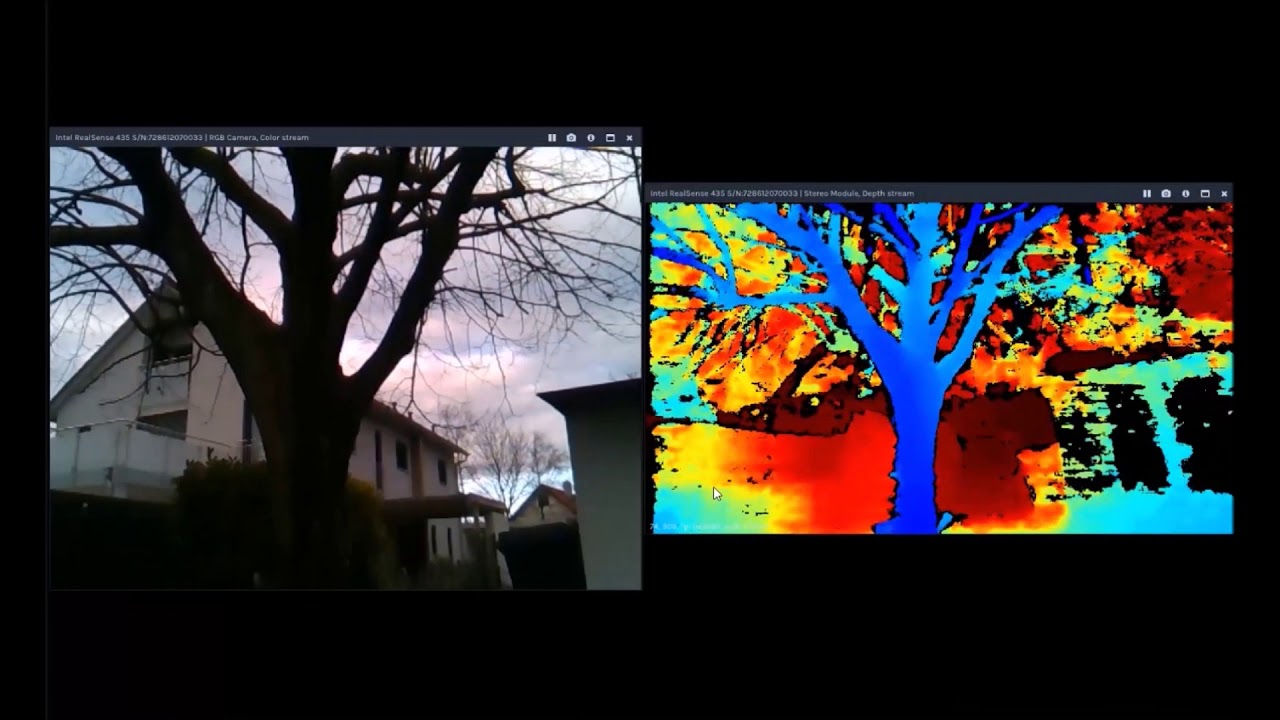 Intel RealSense 435 S/N:728612070033 | RGB Camera, Color stream
Intel RealSense 435 S/N:728612070033 | Stereo Module, Depth stream